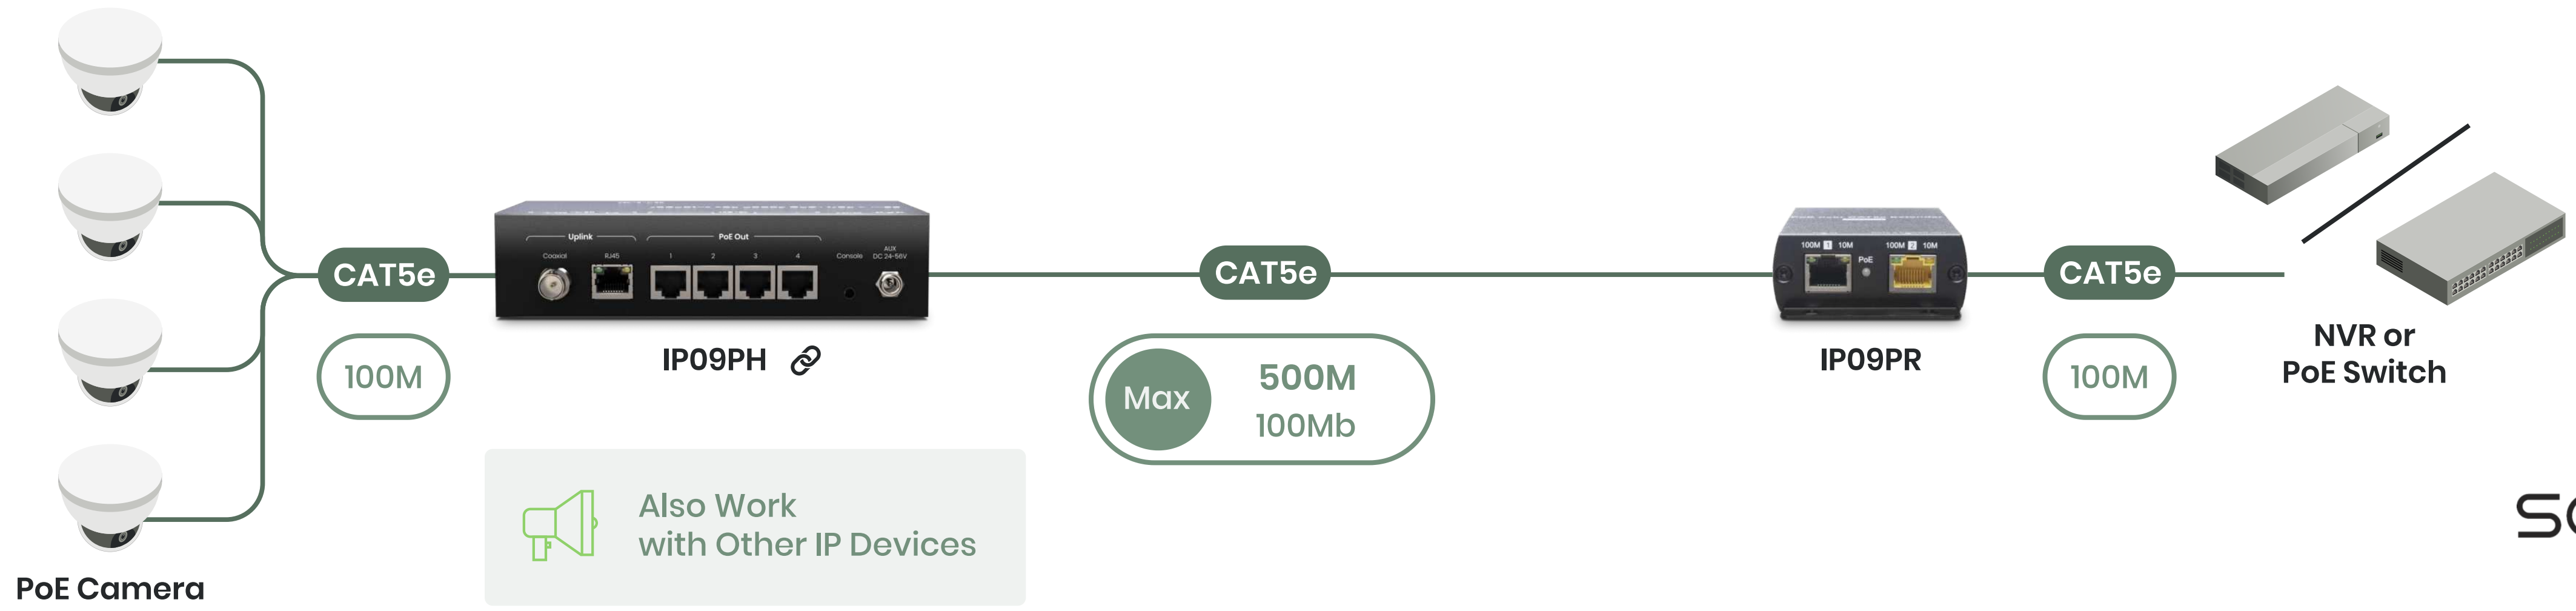 PoE Camera
CAT5e
100M
Uplink
PoE Out
Coaxial
RJ45
1
2
3
4
Console
AUX
DC 24-56V
IP09PH
Also Work
with Other IP Devices
CAT5e
Max
500M
100Mb
100M 1 10M
PoE
100M 2 10M
IP09PR
CAT5e
100M
NVR or
PoE Switch